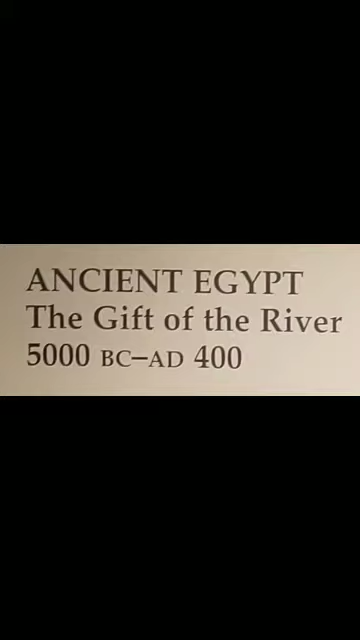 ANCIENT EGYPT
The Gift of the River
5000 BC–AD 400